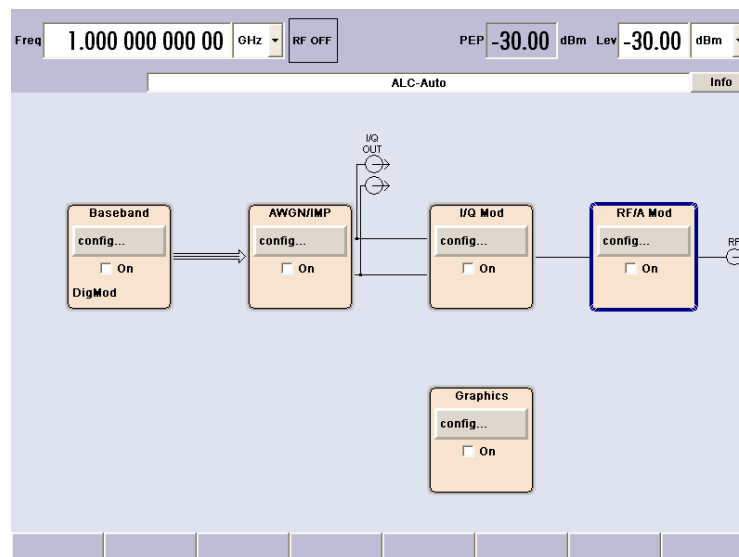 Freq 1.000 000 000 00 GHz RF OFF PEP -30.00 dBm Lev -30.00 dBm
ALC-Auto Info
I/Q
OUT
Baseband AWGN/IMP I/Q Mod RF/A Mod
config... config... config... config...
On On On On
RF
DigMod
Graphics
config...
On